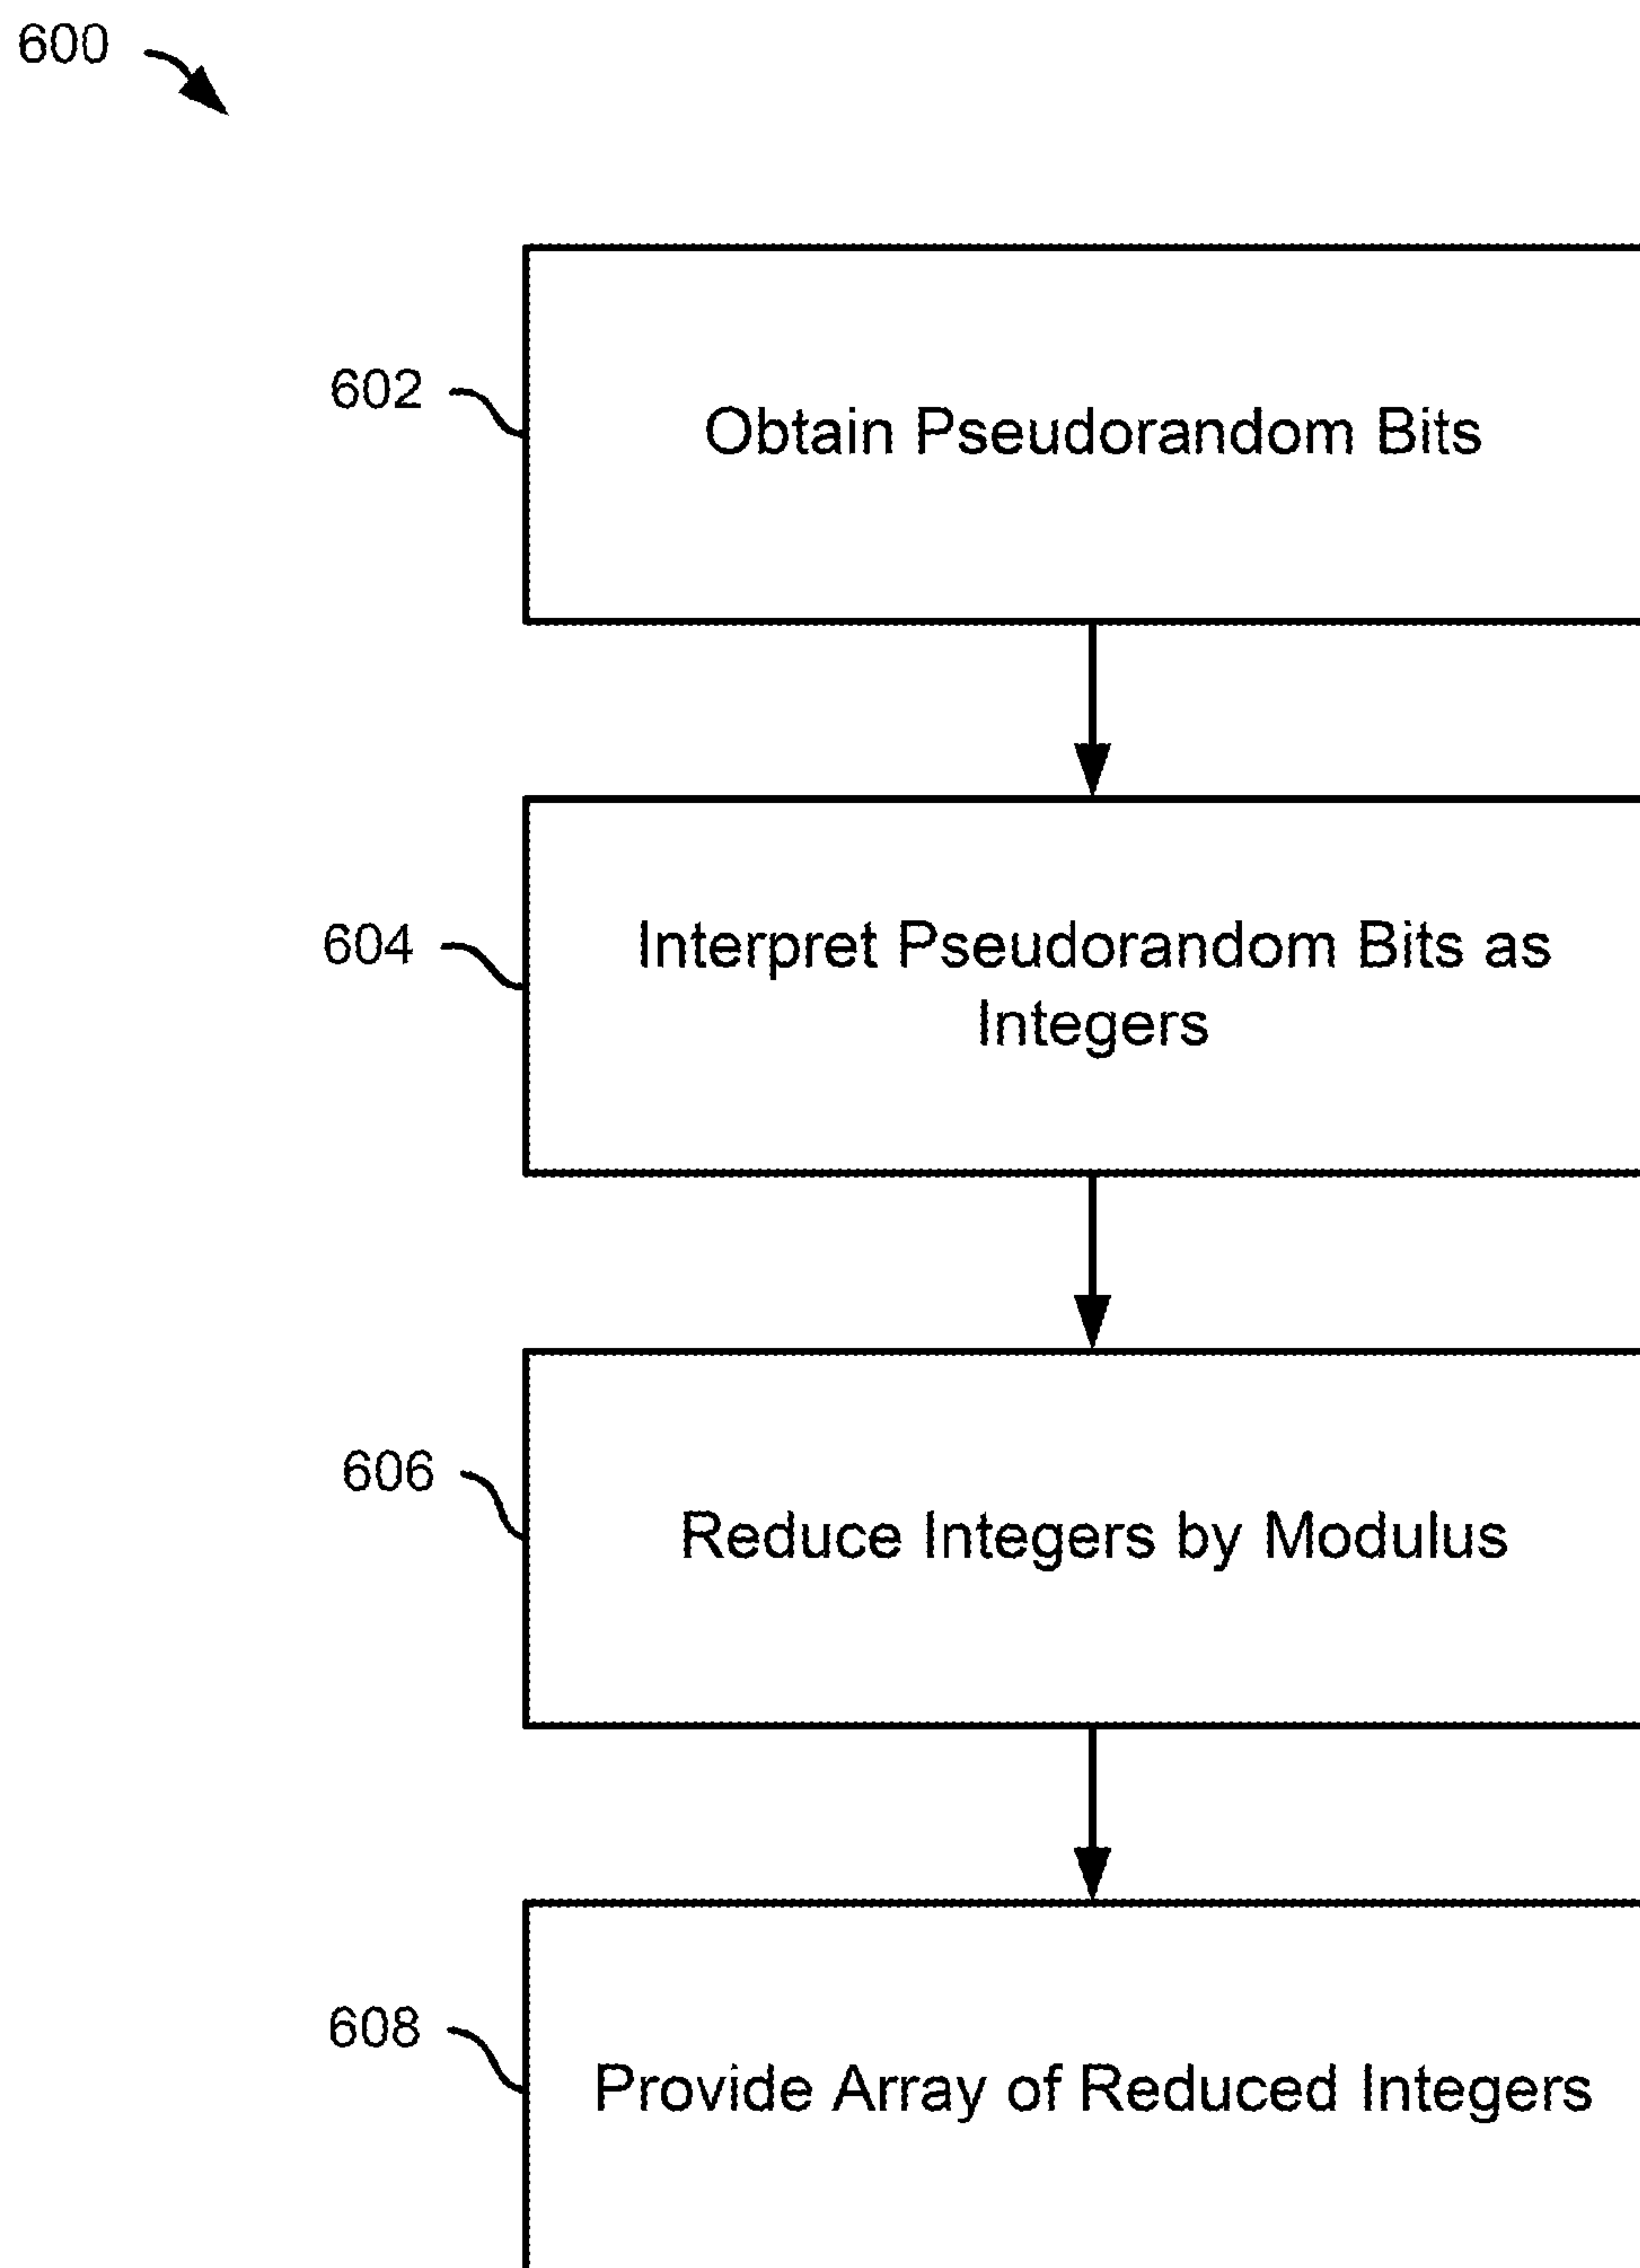 600
602
Obtain Pseudorandom Bits
604
Interpret Pseudorandom Bits as
Integers
606
Reduce Integers by Modulus
608
Provide Array of Reduced Integers